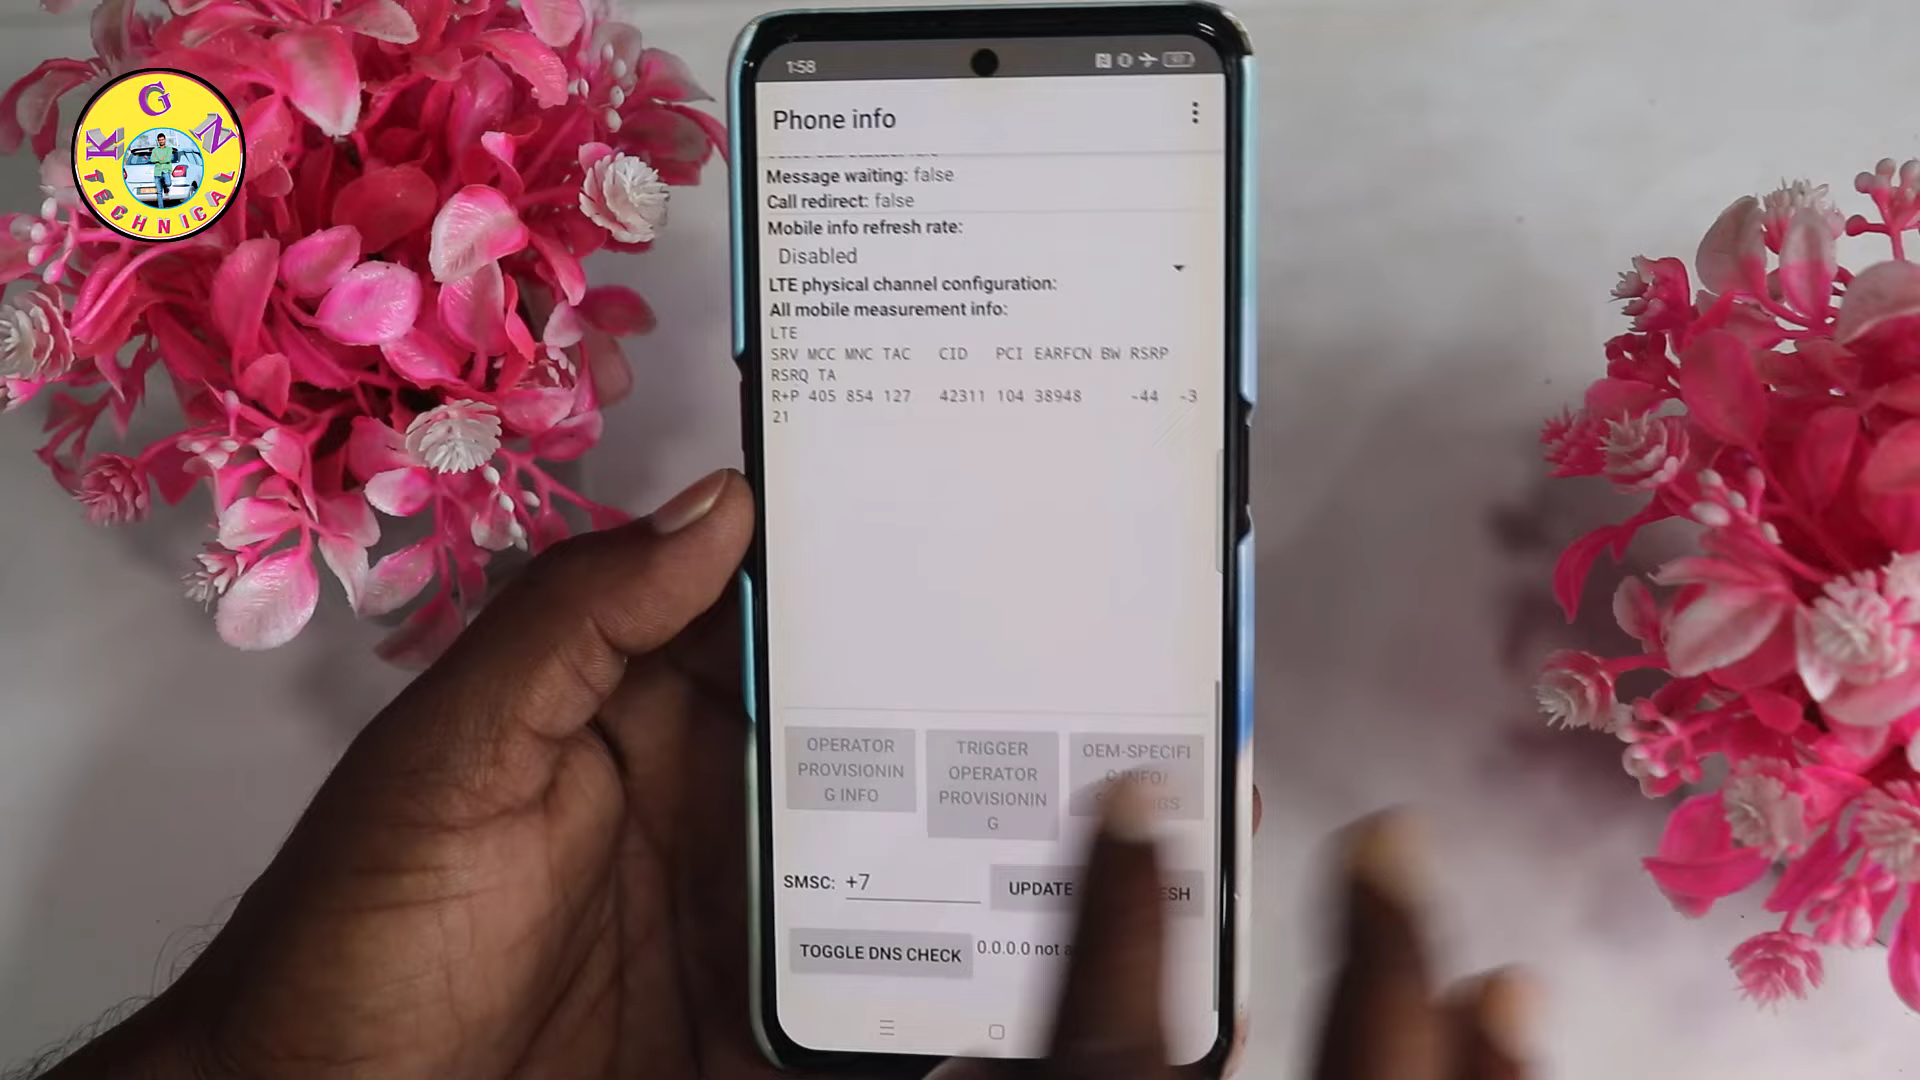 KGN
TECHNICAL
1:58
97
Phone info
Message waiting: false
Call redirect: false
Mobile info refresh rate:
Disabled
LTE physical channel configuration:
All mobile measurement info:
LTE
SRV MCC MNC TAC CID PCI EARFCN BW RSRP
RSRQ TA
R+P 405 854 127 42311 104 38948 -44 -3
21
OPERATOR
PROVISIONIN
G INFO
TRIGGER
OPERATOR
PROVISIONIN
G
OEM-SPECIFI
C INFO/
SMSC: +7
UPDATE
TOGGLE DNS CHECK
0.0.0.0 not